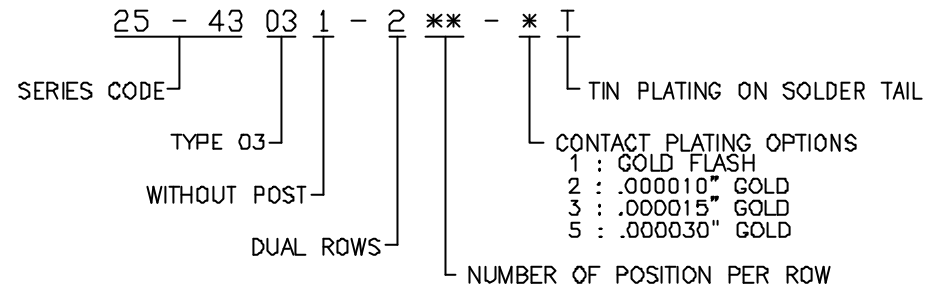 25 - 43 03 1 - 2 ** - * T
SERIES CODE
TIN PLATING ON SOLDER TAIL
TYPE 03
CONTACT PLATING OPTIONS
1 : GOLD FLASH
WITHOUT POST
2 : .000010" GOLD
3 : .000015" GOLD
5 : .000030" GOLD
DUAL ROWS
NUMBER OF POSITION PER ROW